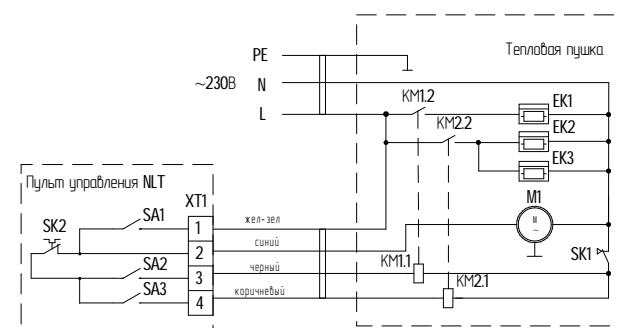 PE
Тепловая пушка
~230В N
KM1.2
EK1
L
KM2.2
EK2
EK3
Пульт управления NLT
XT1
M1
SK2
SA1
1
жел-зел
М
~
2
синий
SA2
3
черный
KM1.1
SK1
SA3
4
коричневый
KM2.1